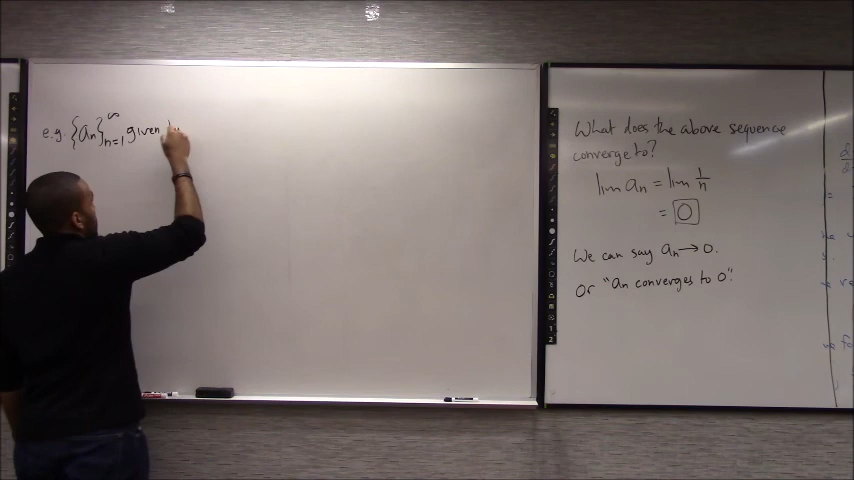 e.g. {an}∞n=1 given
What does the above sequence
converge to?
lim an = lim 1/n
= 0
We can say an → 0.
Or "an converges to 0".